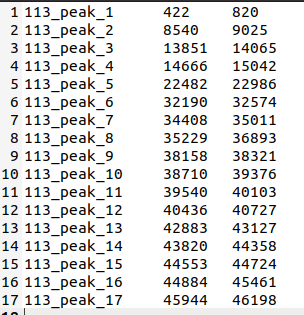 1 113_peak_1 422 820
2 113_peak_2 8540 9025
3 113_peak_3 13851 14065
4 113_peak_4 14666 15042
5 113_peak_5 22482 22986
6 113_peak_6 32190 32574
7 113_peak_7 34408 35011
8 113_peak_8 35229 36893
9 113_peak_9 38158 38321
10 113_peak_10 38710 39376
11 113_peak_11 39540 40103
12 113_peak_12 40436 40727
13 113_peak_13 42883 43127
14 113_peak_14 43820 44358
15 113_peak_15 44553 44724
16 113_peak_16 44884 45461
17 113_peak_17 45944 46198